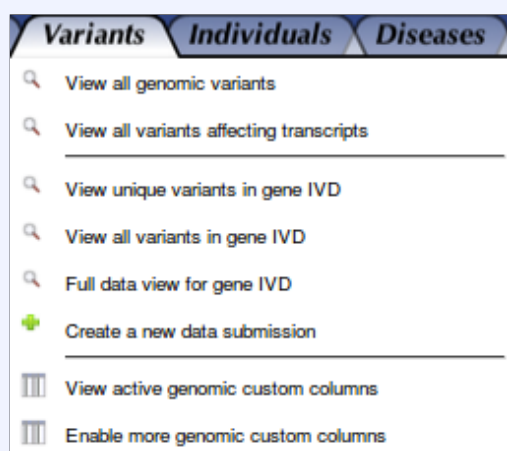 Variants Individuals Diseases
View all genomic variants
View all variants affecting transcripts
View unique variants in gene IVD
View all variants in gene IVD
Full data view for gene IVD
Create a new data submission
View active genomic custom columns
Enable more genomic custom columns